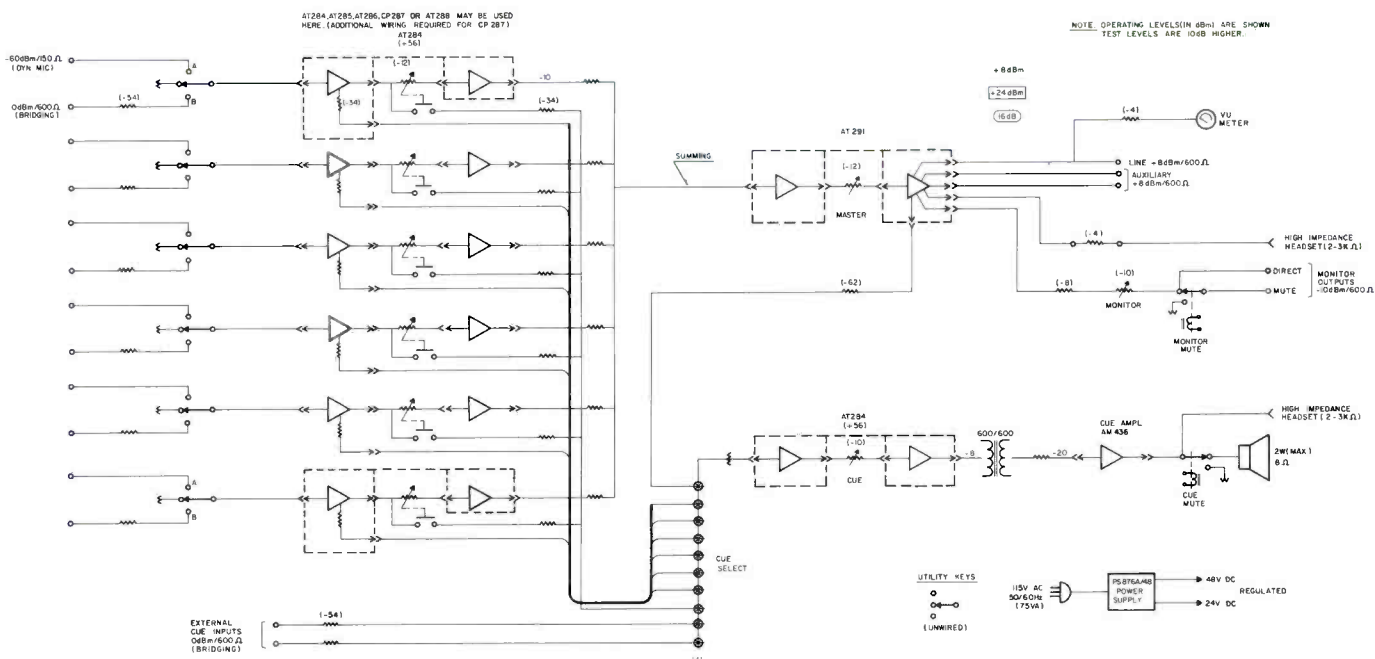 AT284,AT285,AT286,CP287 OR AT288 MAY BE USED
HERE. (ADDITIONAL WIRING REQUIRED FOR CP287)
AT284
(+56)
NOTE. OPERATING LEVELS(IN dBm) ARE SHOWN
TEST LEVELS ARE 10dB HIGHER.
-60dBm/150Ω
(DYN MIC)
A
(-12)
-10
+8dBm
+24dBm
(16dB)
0dBm/600Ω
(BRIDGING)
(-54)
B
(-34)
(-34)
(-4)
VU
METER
AT291
SUMMING
(-12)
MASTER
LINE +8dBm/600Ω
AUXILIARY
+8dBm/600Ω
(-4)
HIGH IMPEDANCE
HEADSET(2-3KΩ)
(-62)
(-8)
(-10)
MONITOR
DIRECT
MUTE
MONITOR
OUTPUTS
-10dBm/600Ω
MONITOR
MUTE
AT284
(+56)
(-10)
CUE
-8
600/600
-20
CUE AMPL
AM436
HIGH IMPEDANCE
HEADSET(2-3KΩ)
2W(MAX)
8Ω
CUE
MUTE
A
B
CUE
SELECT
UTILITY KEYS
(UNWIRED)
115V AC
50/60Hz
(75VA)
PS876A/48
POWER
SUPPLY
48V DC
24V DC
REGULATED
EXTERNAL
CUE INPUTS
0dBm/600Ω
(BRIDGING)
(-54)